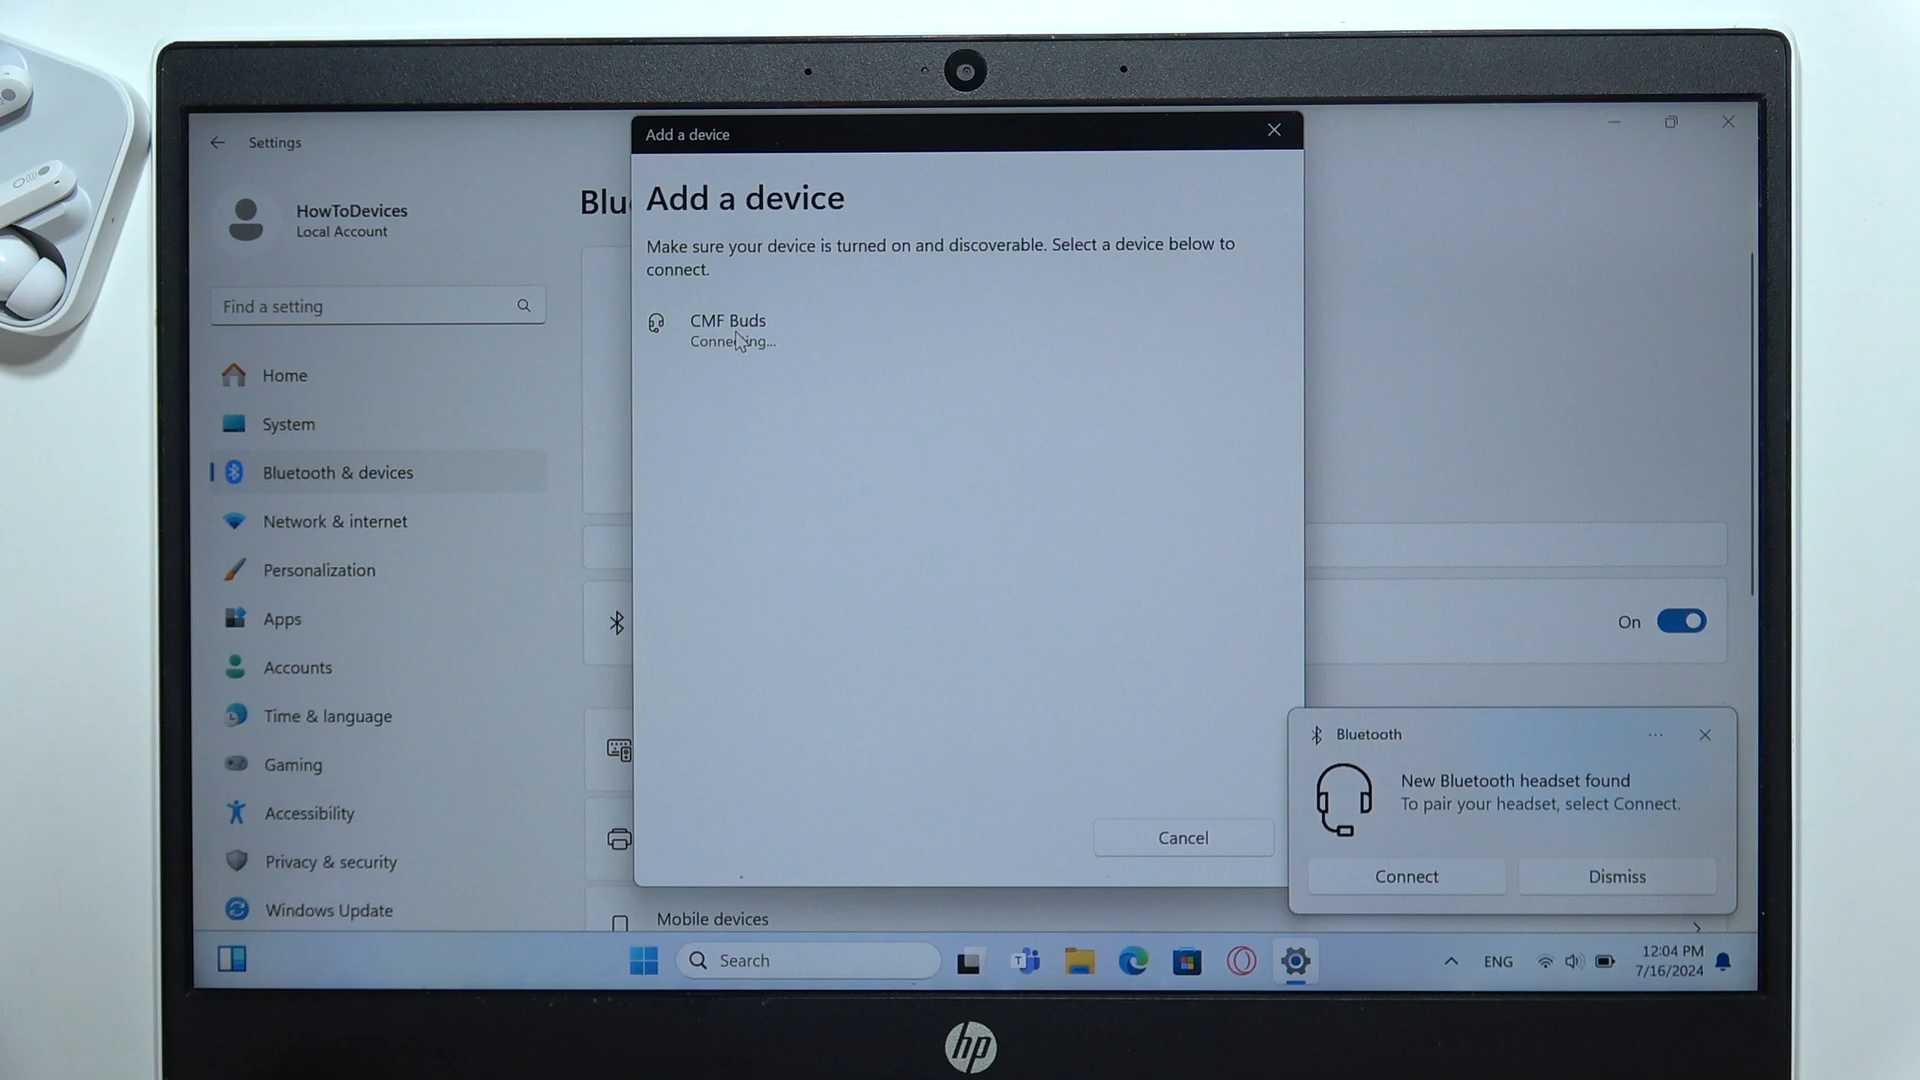 Settings
HowToDevices
Local Account
Find a setting
Home
System
Bluetooth & devices
Network & internet
Personalization
Apps
Accounts
Time & language
Gaming
Accessibility
Privacy & security
Windows Update
Blu
Add a device
Add a device
Make sure your device is turned on and discoverable. Select a device below to
connect.
CMF Buds
Connecting...
Cancel
On
Mobile devices
Bluetooth
New Bluetooth headset found
To pair your headset, select Connect.
Connect
Dismiss
Search
ENG
12:04 PM
7/16/2024
hp